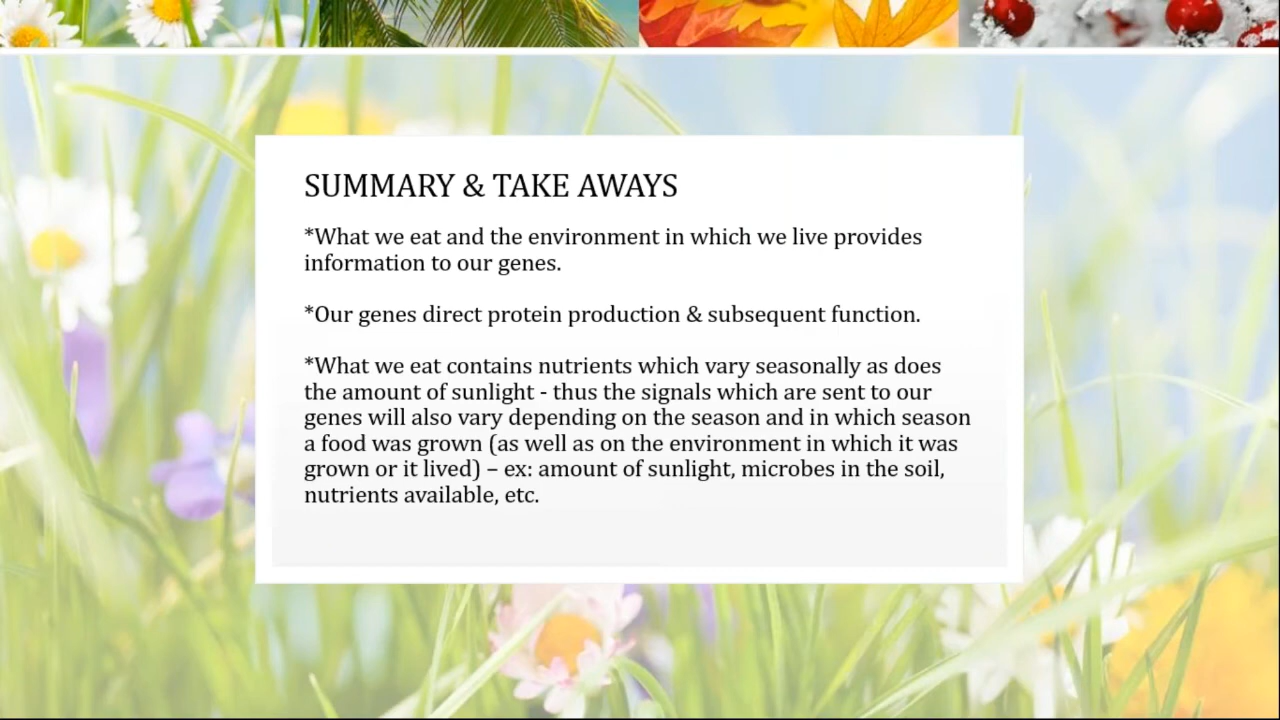 SUMMARY & TAKE AWAYS
*What we eat and the environment in which we live provides
information to our genes.
*Our genes direct protein production & subsequent function.
*What we eat contains nutrients which vary seasonally as does
the amount of sunlight - thus the signals which are sent to our
genes will also vary depending on the season and in which season
a food was grown (as well as on the environment in which it was
grown or it lived) – ex: amount of sunlight, microbes in the soil,
nutrients available, etc.